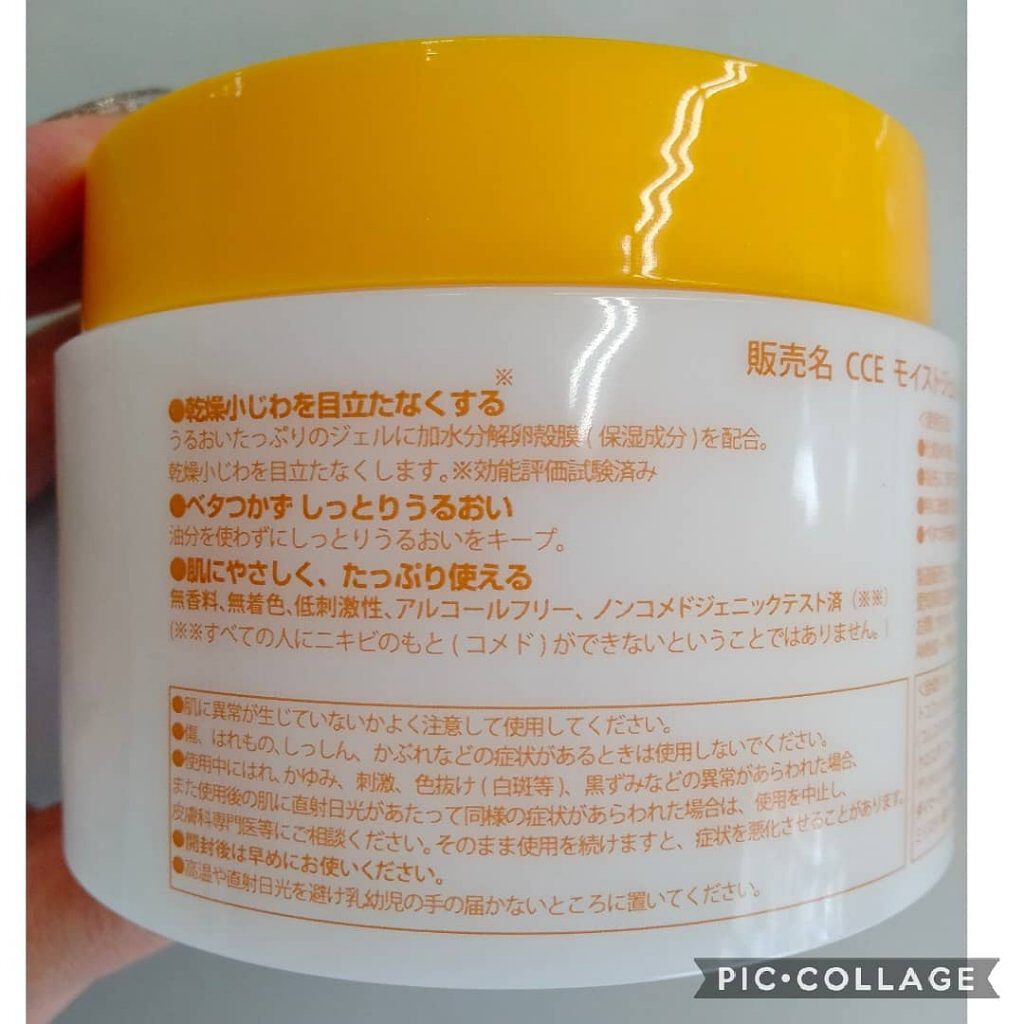 販売名 CCE モイスト
●乾燥小じわを目立たなくする※
うるおいたっぷりのジェルに加水分解卵殻膜(保湿成分)を配合。
乾燥小じわを目立たなくします。※効能評価試験済み
●ベタつかず しっとりうるおい
油分を使わずにしっとりうるおいをキープ。
●肌にやさしく、たっぷり使える
無香料、無着色、低刺激性、アルコールフリー、ノンコメドジェニックテスト済(※※)
(※※すべての人にニキビのもと(コメド)ができないということではありません。)
●肌に異常が生じていないかよく注意して使用してください。
●傷、はれもの、しっしん、かぶれなどの症状があるときは使用しないでください。
●使用中にはれ、かゆみ、刺激、色抜け(白斑等)、黒ずみなどの異常があらわれた場合、
また使用後の肌に直射日光があたって同様の症状があらわれた場合は、使用を中止し、
皮膚科専門医等にご相談ください。そのまま使用を続けますと、症状を悪化させることがあります。
●開封後は早めにお使いください。
●高温や直射日光を避け乳幼児の手の届かないところに置いてください。
PIC•COLLAGE